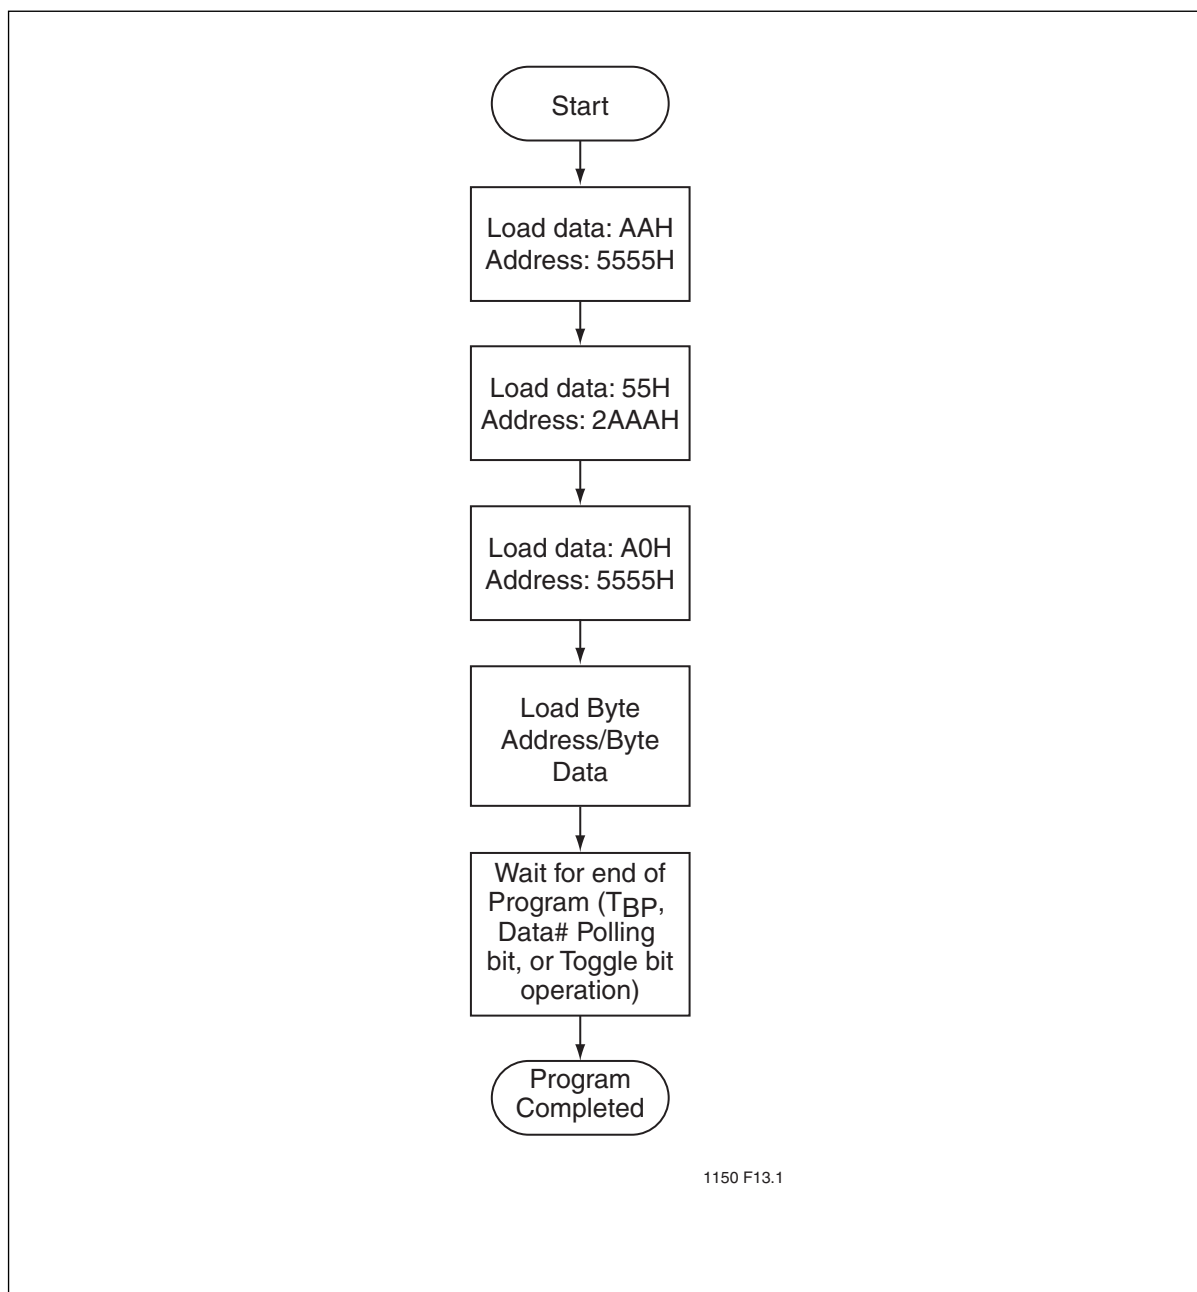 Start
Load data: AAH
Address: 5555H
Load data: 55H
Address: 2AAAH
Load data: A0H
Address: 5555H
Load Byte
Address/Byte
Data
Wait for end of
Program (TBP,
Data# Polling
bit, or Toggle bit
operation)
Program
Completed
1150 F13.1